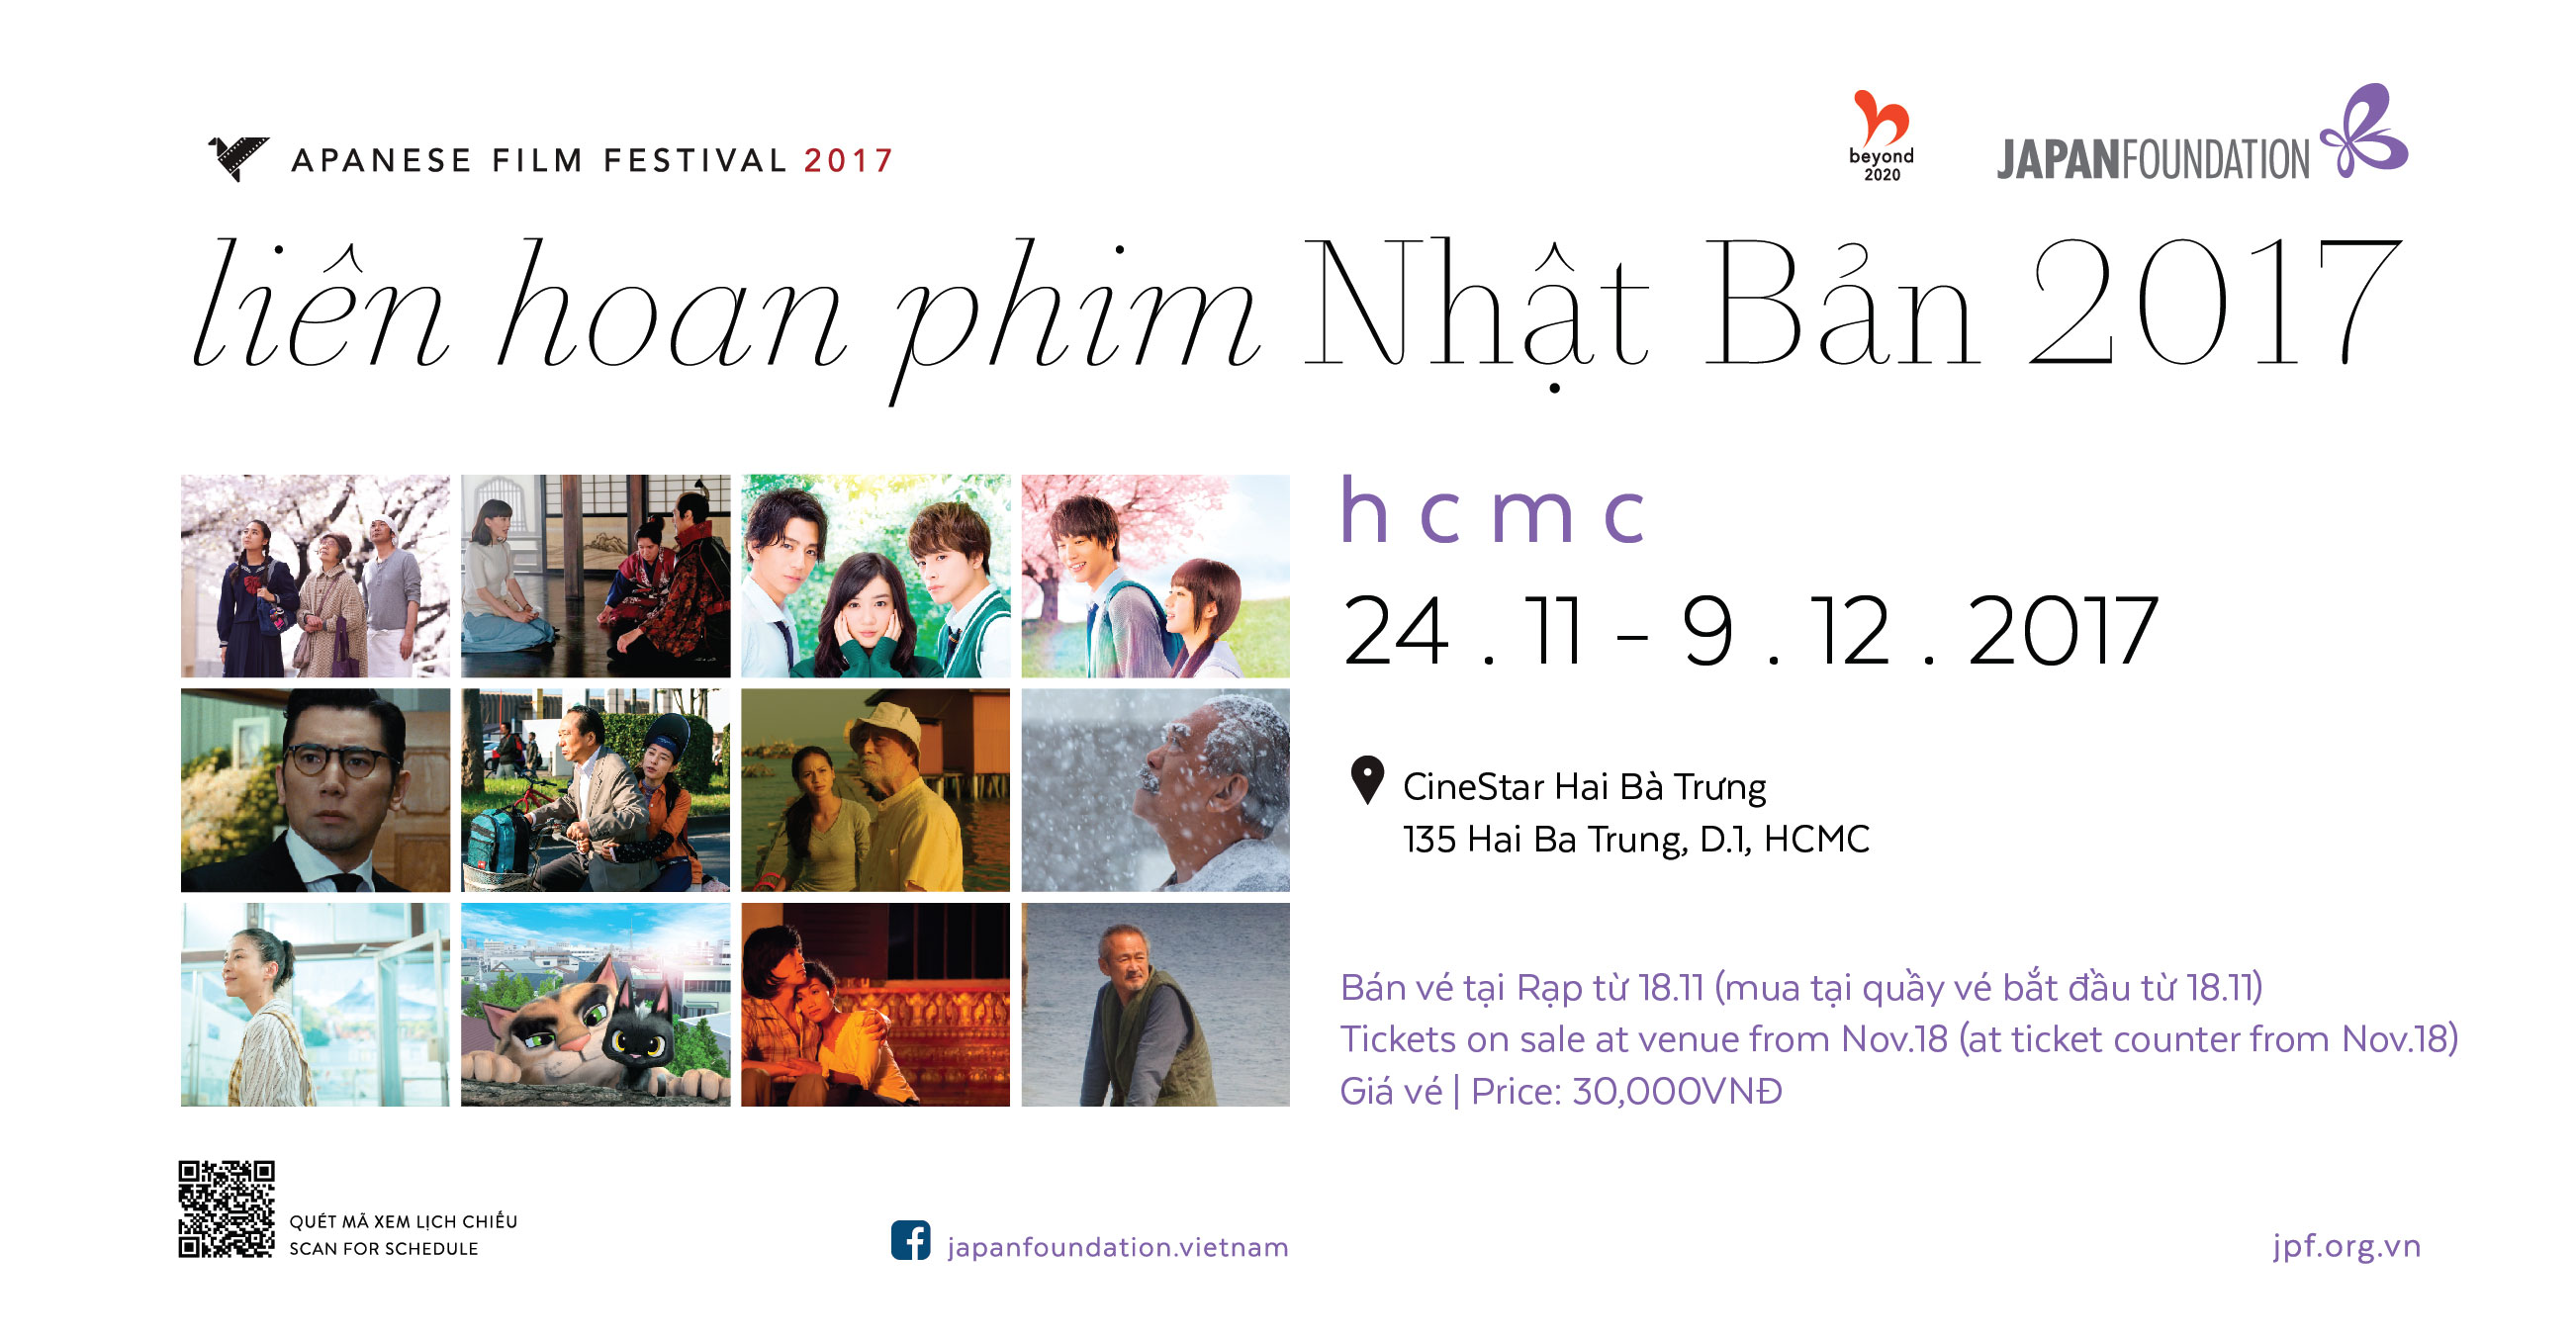 APANESE FILM FESTIVAL 2017
beyond
2020
JAPANFOUNDATION
liên hoan phim Nhật Bản 2017
hcmc
24 . 11 - 9 . 12 . 2017
CineStar Hai Bà Trưng
135 Hai Ba Trung, D.1, HCMC
Bán vé tại Rạp từ 18.11 (mua tại quầy vé bắt đầu từ 18.11)
Tickets on sale at venue from Nov.18 (at ticket counter from Nov.18)
Giá vé | Price: 30,000VNĐ
QUÉT MÃ XEM LỊCH CHIẾU
SCAN FOR SCHEDULE
japanfoundation.vietnam
jpf.org.vn